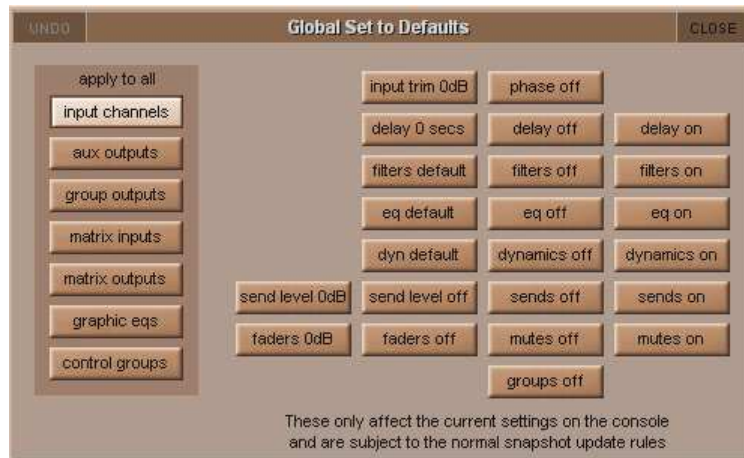 UNDO Global Set to Defaults CLOSE
apply to all
input channels
aux outputs
group outputs
matrix inputs
matrix outputs
graphic eqs
control groups
input trim 0dB phase off
delay 0 secs delay off delay on
filters default filters off filters on
eq default eq off eq on
dyn default dynamics off dynamics on
send level 0dB send level off sends off sends on
faders 0dB faders off mutes off mutes on
groups off
These only affect the current settings on the console
and are subject to the normal snapshot update rules